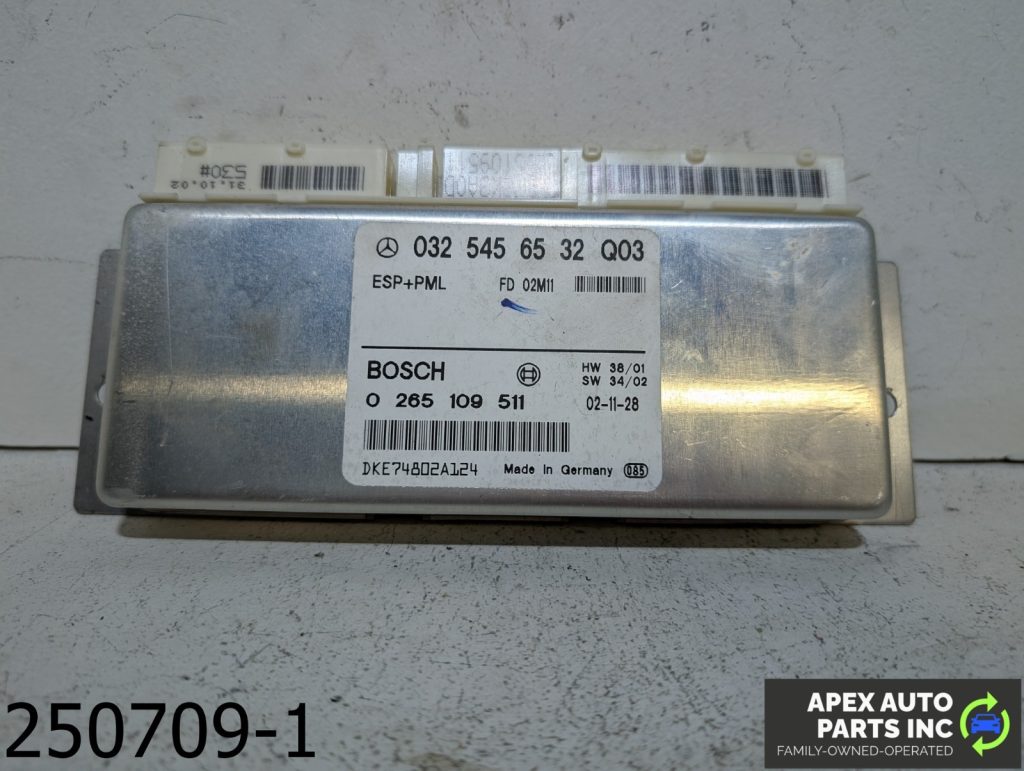 530#
31.10.02
032 545 65 32 Q03
ESP+PML FD 02M11
BOSCH HW 38/01
SW 34/02
0 265 109 511 02-11-28
DKE74802A124 Made in Germany 085
250709-1
APEX AUTO
PARTS INC
FAMILY-OWNED-OPERATED